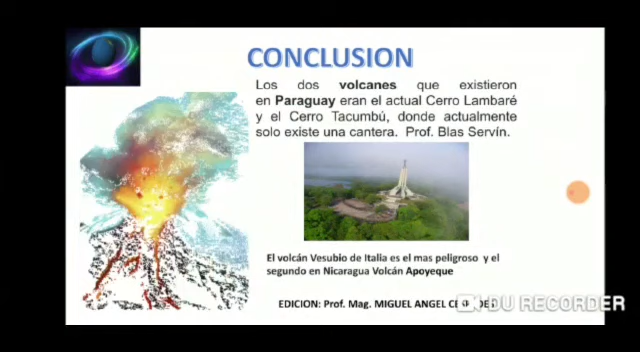 CONCLUSION
Los dos volcanes que existieron
en Paraguay eran el actual Cerro Lambaré
y el Cerro Tacumbú, donde actualmente
solo existe una cantera. Prof. Blas Servín.
El volcán Vesubio de Italia es el mas peligroso y el
segundo en Nicaragua Volcán Apoyeque
EDICION: Prof. Mag. MIGUEL ANGEL
DU RECORDER